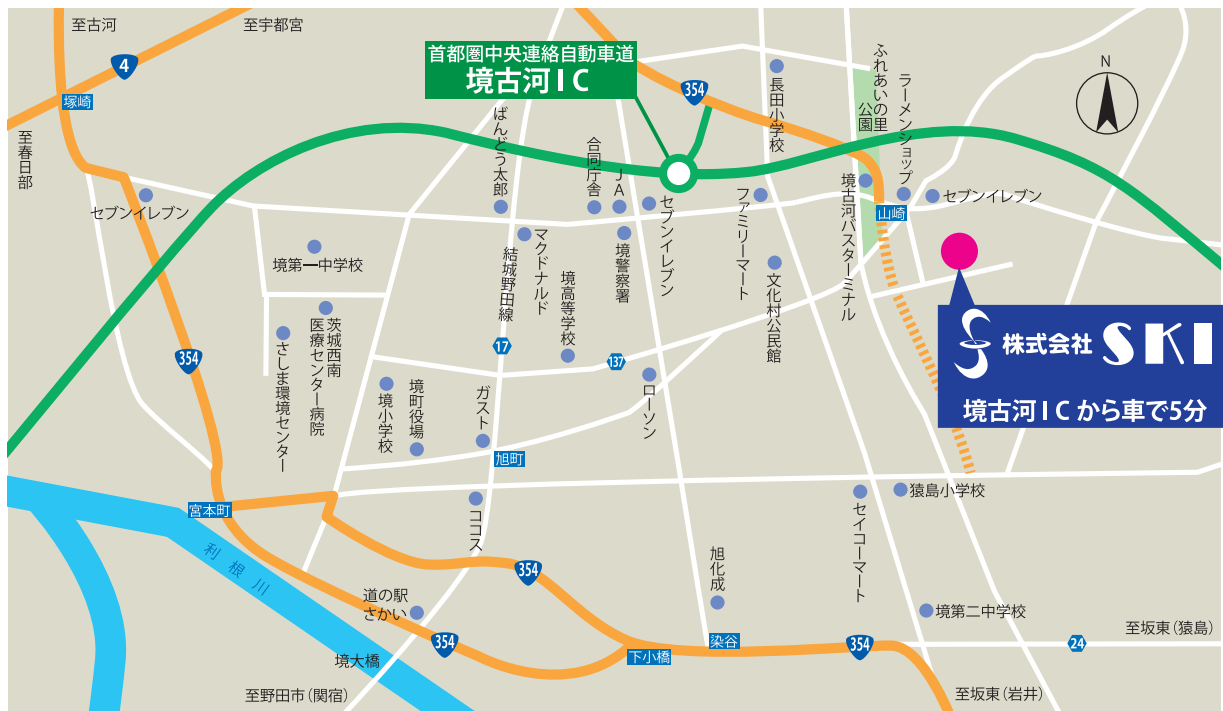 至古河
至宇都宮
4
塚崎
至春日部
首都圏中央連絡自動車道
境古河IC
354
N
ふれあいの里
公園
長田小学校
ラーメンショップ
ばんどう太郎
合同庁舎
JA
セブンイレブン
セブンイレブン
ファミリーマート
境古河バスターミナル
セブンイレブン
山崎
境第一中学校
マクドナルド
結城野田線
境高等学校
境警察署
文化村公民館
茨城西南
医療センター病院
さしま環境センター
354
17
137
株式会社 SKI
境古河ICから車で5分
境小学校
境町役場
ガスト
ローソン
旭町
宮本町
ココス
セイコーマート
猿島小学校
利根川
354
旭化成
道の駅
さかい
境第二中学校
354
染谷
354
24
至坂東(猿島)
下小橋
境大橋
至野田市(関宿)
至坂東(岩井)